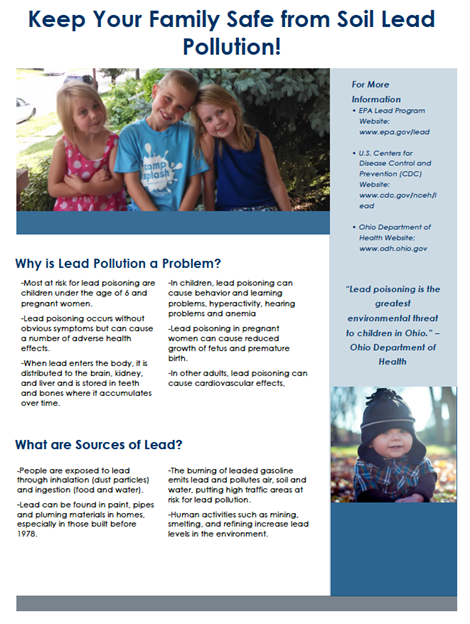 Keep Your Family Safe from Soil Lead
Pollution!
camp
splash
For More
Information
• EPA Lead Program
Website:
www.epa.gov/lead
• U.S. Centers for
Disease Control and
Prevention (CDC)
Website:
www.cdc.gov/nceh/l
ead
• Ohio Department of
Health Website:
www.odh.ohio.gov
"Lead poisoning is the
greatest
environmental threat
to children in Ohio." –
Ohio Department of
Health
Why is Lead Pollution a Problem?
-Most at risk for lead poisoning are
children under the age of 6 and
pregnant women.
-Lead poisoning occurs without
obvious symptoms but can cause
a number of adverse health
effects.
-When lead enters the body, it is
distributed to the brain, kidney,
and liver and is stored in teeth
and bones where it accumulates
over time.
-In children, lead poisoning can
cause behavior and learning
problems, hyperactivity, hearing
problems and anemia
-Lead poisoning in pregnant
women can cause reduced
growth of fetus and premature
birth.
-In other adults, lead poisoning can
cause cardiovascular effects,
What are Sources of Lead?
-People are exposed to lead
through inhalation (dust particles)
and ingestion (food and water).
-Lead can be found in paint, pipes
and pluming materials in homes,
especially in those built before
1978.
-The burning of leaded gasoline
emits lead and pollutes air, soil and
water, putting high traffic areas at
risk for lead pollution.
-Human activities such as mining,
smelting, and refining increase lead
levels in the environment.